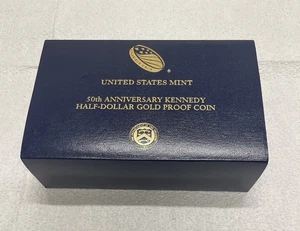 UNITED STATES MINT
50th ANNIVERSARY KENNEDY
HALF-DOLLAR GOLD PROOF COIN